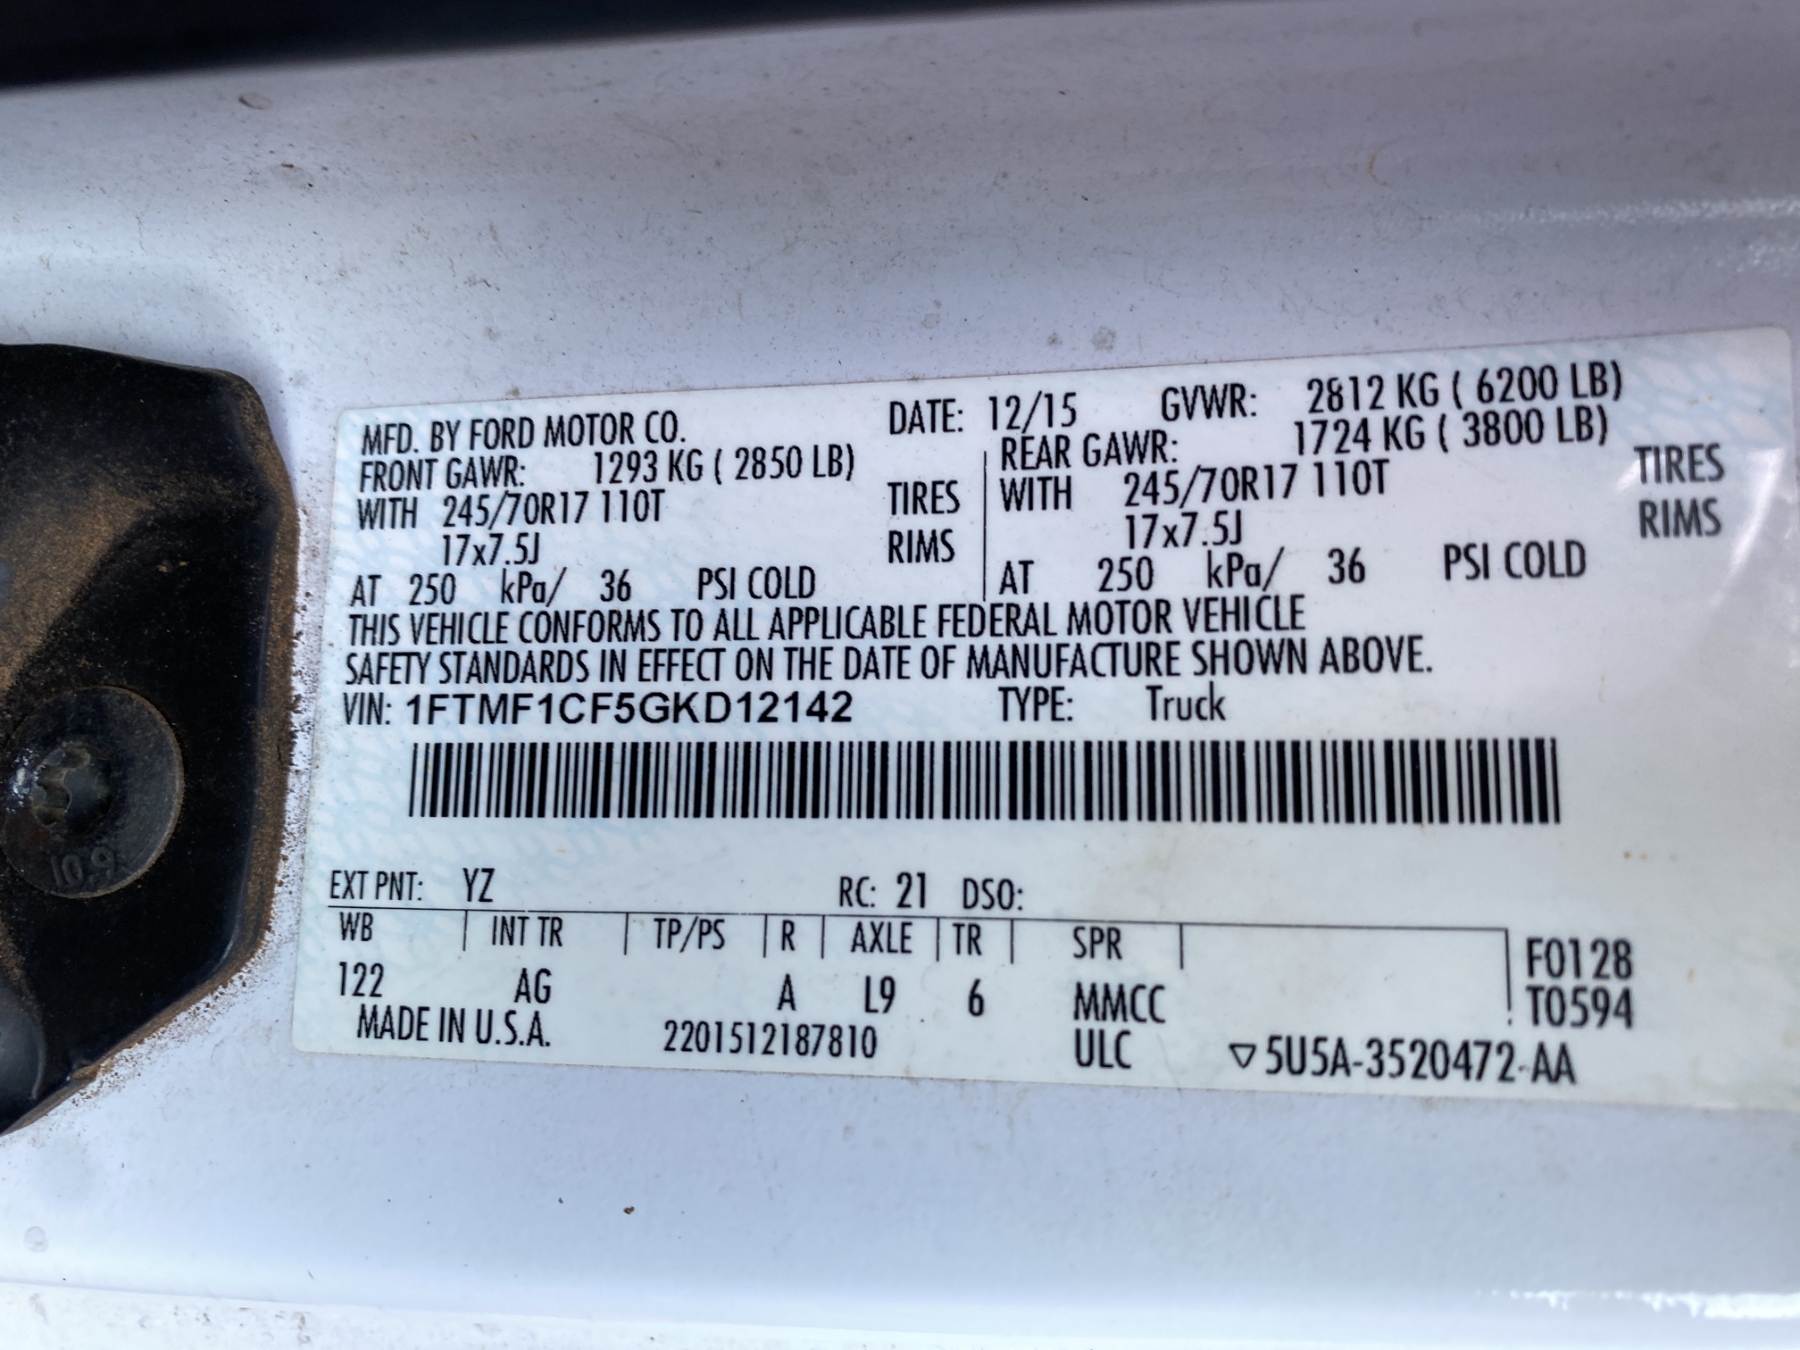 MFD. BY FORD MOTOR CO. DATE: 12/15 GVWR: 2812 KG ( 6200 LB)
FRONT GAWR: 1293 KG ( 2850 LB) REAR GAWR: 1724 KG ( 3800 LB)
WITH 245/70R17 110T TIRES WITH 245/70R17 110T TIRES
17x7.5J RIMS 17x7.5J RIMS
AT 250 kPa/ 36 PSI COLD AT 250 kPa/ 36 PSI COLD
THIS VEHICLE CONFORMS TO ALL APPLICABLE FEDERAL MOTOR VEHICLE
SAFETY STANDARDS IN EFFECT ON THE DATE OF MANUFACTURE SHOWN ABOVE.
VIN: 1FTMF1CF5GKD12142 TYPE: Truck
EXT PNT: YZ RC: 21 DSO:
WB INT TR TP/PS R AXLE TR SPR F0128
122 AG A L9 6 MMCC T0594
MADE IN U.S.A. 2201512187810 ULC ▽5U5A-3520472-AA
10.9